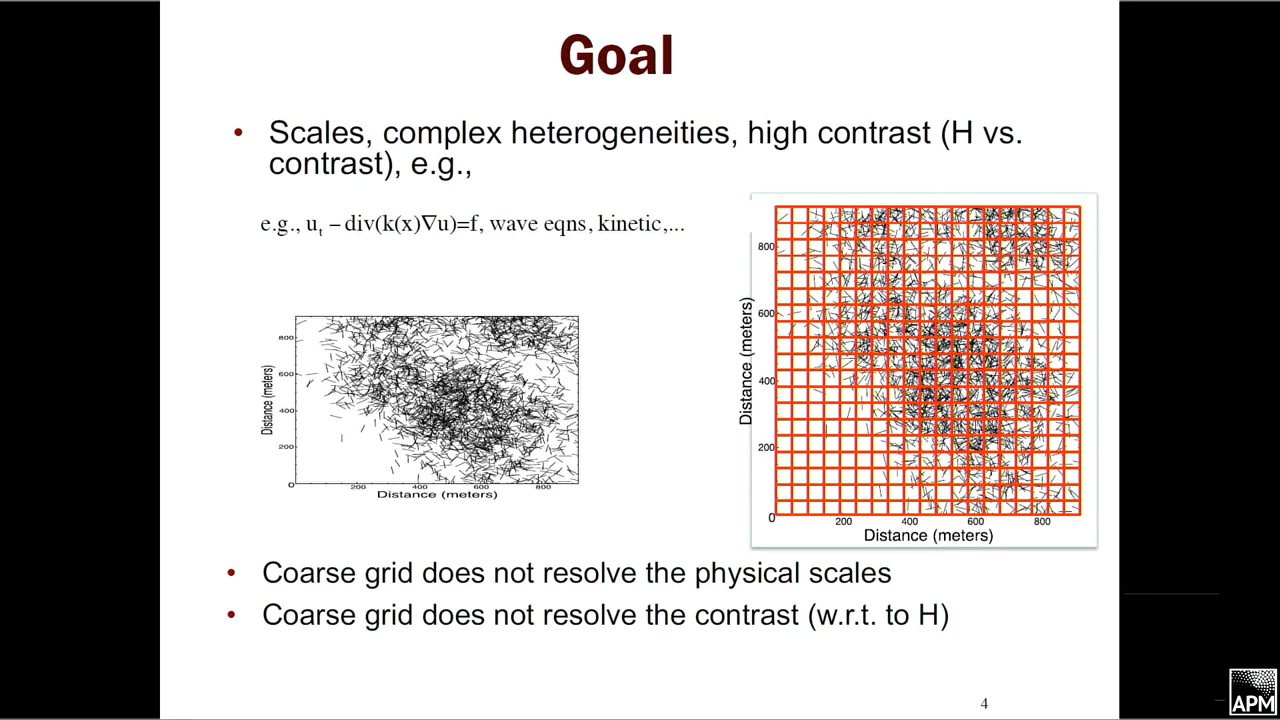 Goal
• Scales, complex heterogeneities, high contrast (H vs.
contrast), e.g.,
e.g., uₜ – div(k(x)∇u)=f, wave eqns, kinetic,...
Distance (meters)
800
600
400
200
0
200 400 600 800
Distance (meters)
Distance (meters)
800
600
400
200
0
200 400 600 800
Distance (meters)
• Coarse grid does not resolve the physical scales
• Coarse grid does not resolve the contrast (w.r.t. to H)
4
APM